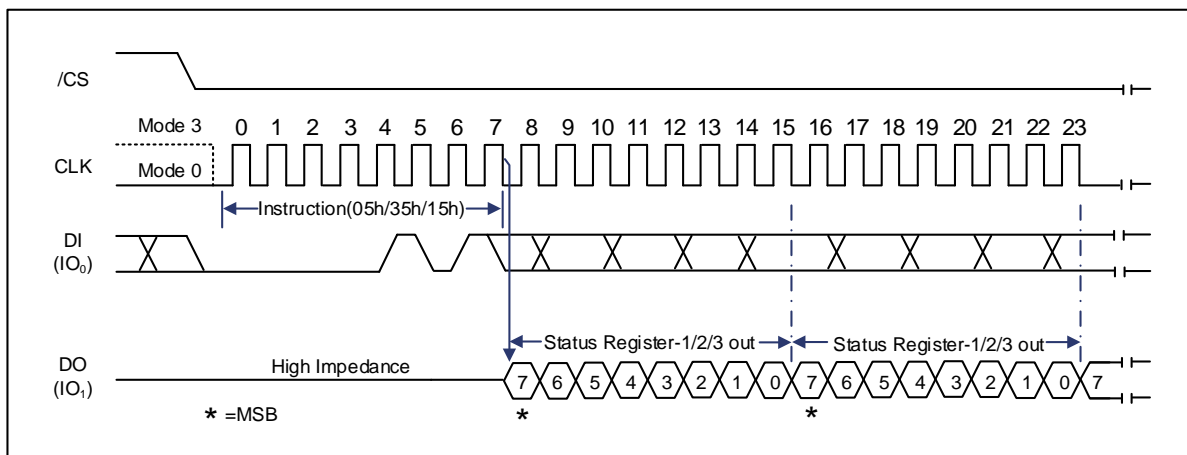 /CS
Mode 3 0 1 2 3 4 5 6 7 8 9 10 11 12 13 14 15 16 17 18 19 20 21 22 23
CLK
Mode 0
Instruction(05h/35h/15h)
DI
(IO₀)
Status Register-1/2/3 out Status Register-1/2/3 out
DO
(IO₁)
High Impedance
7 6 5 4 3 2 1 0 7 6 5 4 3 2 1 0 7
* *
* =MSB